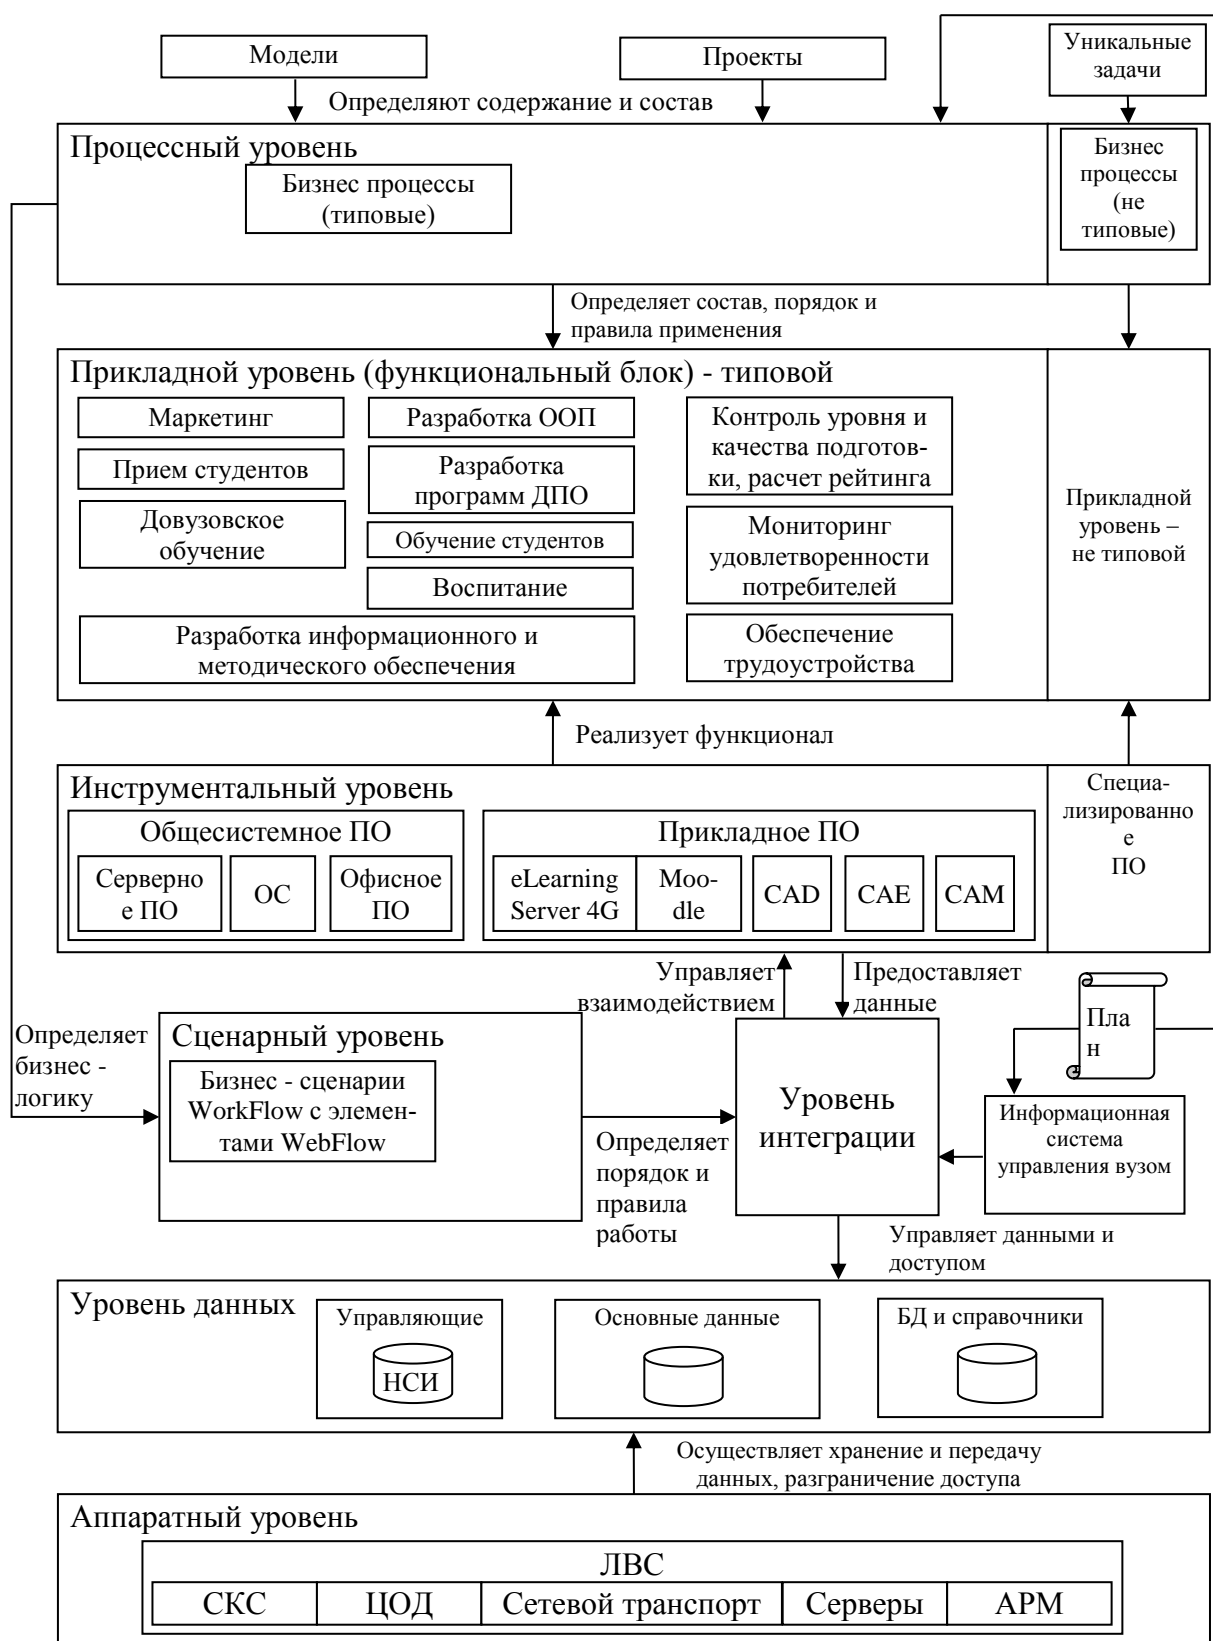 Модели
Проекты
Уникальные
задачи
Определяют содержание и состав
Процессный уровень
Бизнес процессы
(типовые)
Бизнес
процессы
(не
типовые)
Определяет состав, порядок и
правила применения
Прикладной уровень (функциональный блок) - типовой
Маркетинг
Прием студентов
Довузовское
обучение
Разработка ООП
Разработка
программ ДПО
Обучение студентов
Воспитание
Разработка информационного и
методического обеспечения
Контроль уровня и
качества подготов-
ки, расчет рейтинга
Мониторинг
удовлетворенности
потребителей
Обеспечение
трудоустройства
Прикладной
уровень –
не типовой
Реализует функционал
Инструментальный уровень
Общесистемное ПО
Серверно
е ПО
ОС
Офисное
ПО
Прикладное ПО
eLearning
Server 4G
Moo-
dle
CAD
CAE
CAM
Специа-
лизированно
е
ПО
Управляет
взаимодействием
Предоставляет
данные
Пла
н
Определяет
бизнес -
логику
Сценарный уровень
Бизнес - сценарии
WorkFlow с элемен-
тами WebFlow
Определяет
порядок и
правила
работы
Уровень
интеграции
Информационная
система
управления вузом
Управляет данными и
доступом
Уровень данных
Управляющие
НСИ
Основные данные
БД и справочники
Осуществляет хранение и передачу
данных, разграничение доступа
Аппаратный уровень
ЛВС
СКС
ЦОД
Сетевой транспорт
Серверы
АРМ